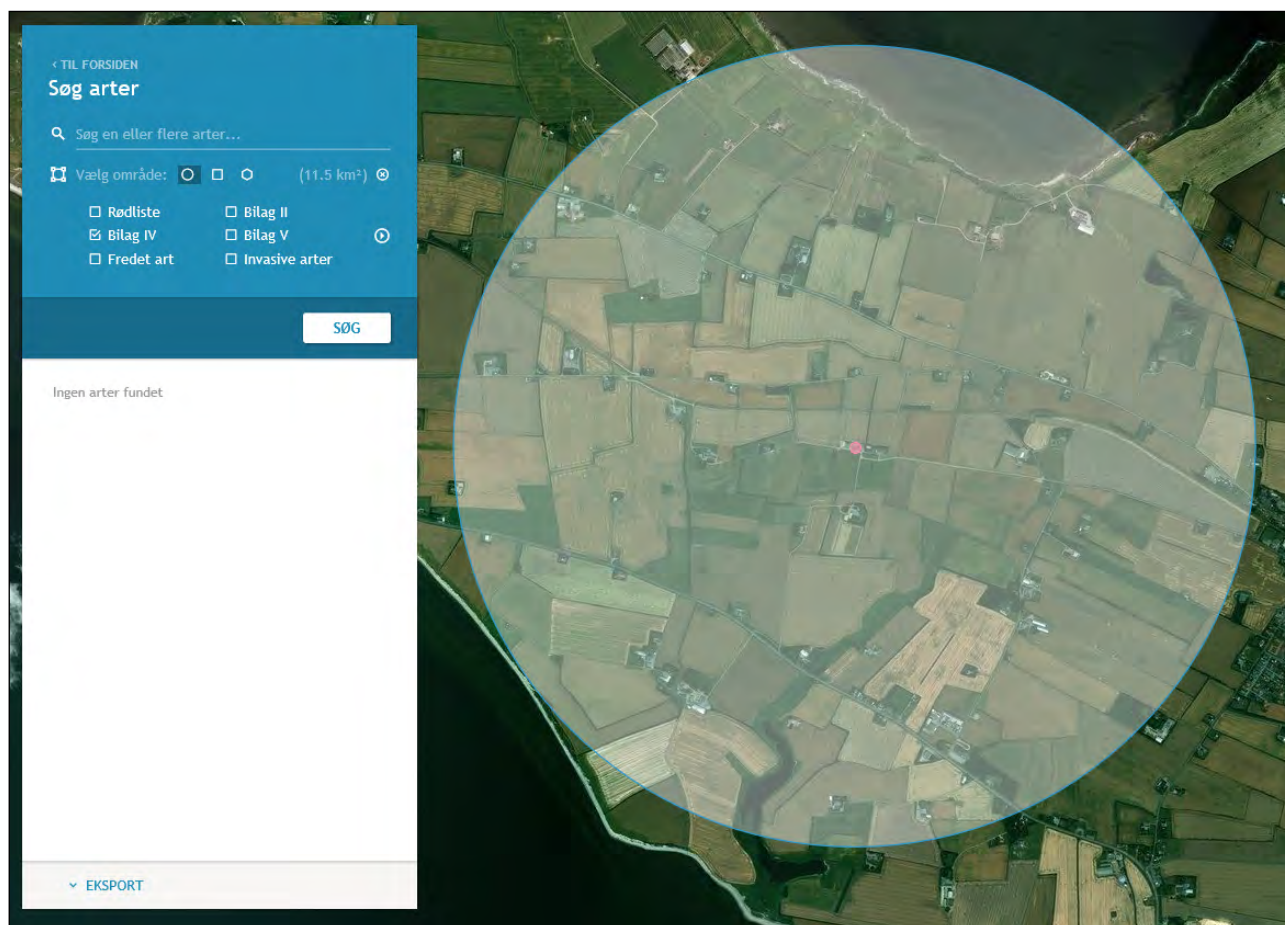 ‹ TIL FORSIDEN
Søg arter
Søg en eller flere arter...
Vælg område: (11.5 km²)
Rødliste Bilag II
Bilag IV Bilag V
Fredet art Invasive arter
SØG
Ingen arter fundet
EKSPORT